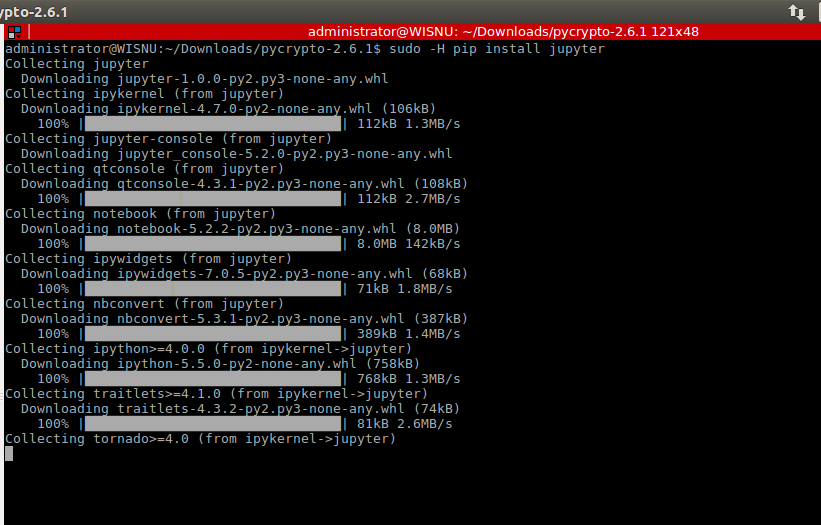 ypto-2.6.1
administrator@WISNU: ~/Downloads/pycrypto-2.6.1 121x48
administrator@WISNU:~/Downloads/pycrypto-2.6.1$ sudo -H pip install jupyter
Collecting jupyter
  Downloading jupyter-1.0.0-py2.py3-none-any.whl
Collecting ipykernel (from jupyter)
  Downloading ipykernel-4.7.0-py2-none-any.whl (106kB)
    100% |████████████████████████████████| 112kB 1.3MB/s
Collecting jupyter-console (from jupyter)
  Downloading jupyter_console-5.2.0-py2.py3-none-any.whl
Collecting qtconsole (from jupyter)
  Downloading qtconsole-4.3.1-py2.py3-none-any.whl (108kB)
    100% |████████████████████████████████| 112kB 2.7MB/s
Collecting notebook (from jupyter)
  Downloading notebook-5.2.2-py2.py3-none-any.whl (8.0MB)
    100% |████████████████████████████████| 8.0MB 142kB/s
Collecting ipywidgets (from jupyter)
  Downloading ipywidgets-7.0.5-py2.py3-none-any.whl (68kB)
    100% |████████████████████████████████| 71kB 1.8MB/s
Collecting nbconvert (from jupyter)
  Downloading nbconvert-5.3.1-py2.py3-none-any.whl (387kB)
    100% |████████████████████████████████| 389kB 1.4MB/s
Collecting ipython>=4.0.0 (from ipykernel->jupyter)
  Downloading ipython-5.5.0-py2-none-any.whl (758kB)
    100% |████████████████████████████████| 768kB 1.3MB/s
Collecting traitlets>=4.1.0 (from ipykernel->jupyter)
  Downloading traitlets-4.3.2-py2.py3-none-any.whl (74kB)
    100% |████████████████████████████████| 81kB 2.6MB/s
Collecting tornado>=4.0 (from ipykernel->jupyter)